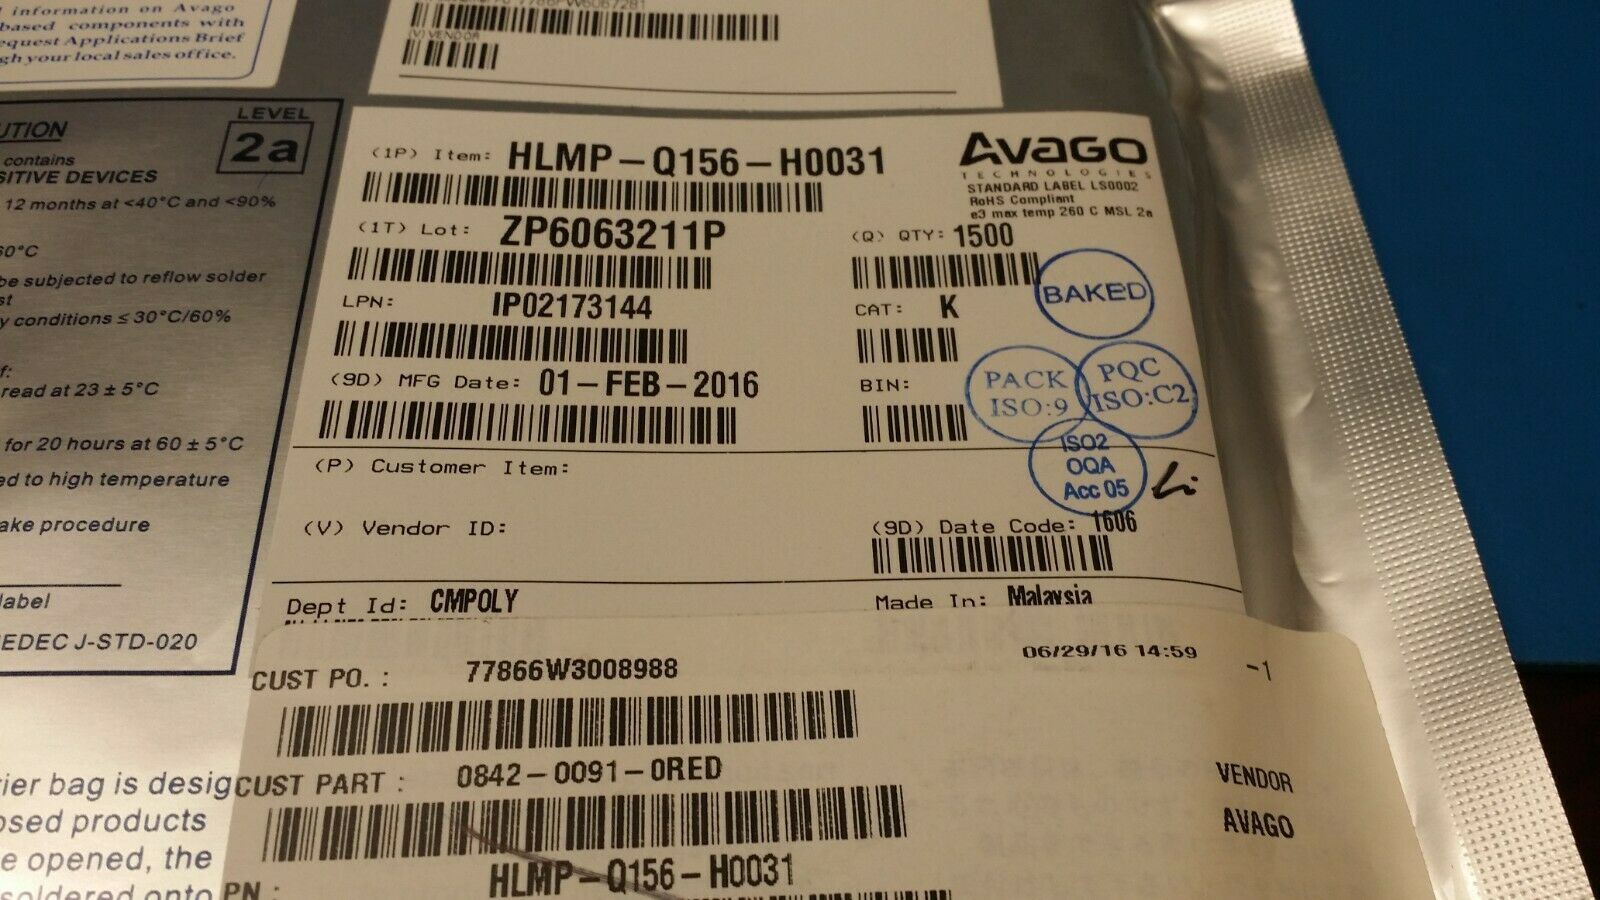 information on Avago
based components with
equest Applications Brief
gh your local sales office.
(V) VENDOR
UTION
LEVEL
2a
contains
SITIVE DEVICES
12 months at <40°C and <90%
60°C
be subjected to reflow solder
st
y conditions ≤ 30°C/60%
f:
read at 23 ± 5°C
for 20 hours at 60 ± 5°C
ed to high temperature
ake procedure
label
EDEC J-STD-020
(1P) Item: HLMP-Q156-H0031
AVAGO
TECHNOLOGIES
STANDARD LABEL LS0002
RoHS Compliant
e3 max temp 260 C MSL 2a
(1T) Lot: ZP6063211P
(Q) QTY: 1500
LPN: IP02173144
CAT: K
BAKED
(9D) MFG Date: 01-FEB-2016
BIN:
PACK
ISO:9
PQC
ISO:C2
ISO2
OQA
Acc 05
(P) Customer Item:
(V) Vendor ID:
(9D) Date Code: 1606
Dept Id: CMPOLY
Made In: Malaysia
06/29/16 14:59
-1
CUST PO. : 77866W3008988
CUST PART : 0842-0091-0RED
VENDOR
AVAGO
PN : HLMP-Q156-H0031
rier bag is desig
osed products
e opened, the
soldered onto